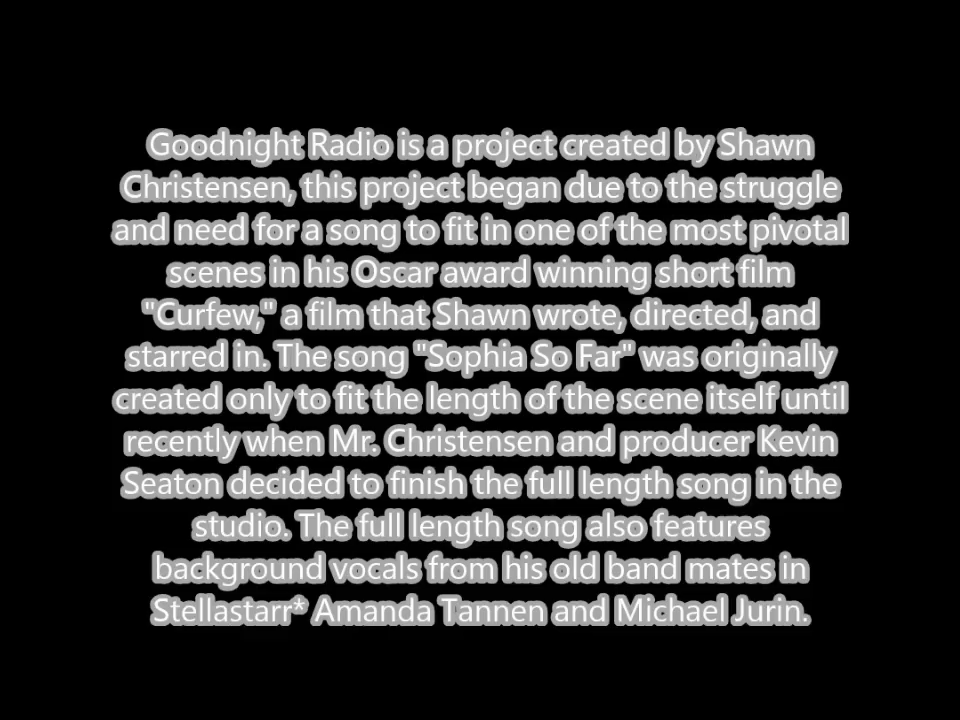 Goodnight Radio is a project created by Shawn
Christensen, this project began due to the struggle
and need for a song to fit in one of the most pivotal
scenes in his Oscar award winning short film
"Curfew," a film that Shawn wrote, directed, and
starred in. The song "Sophia So Far" was originally
created only to fit the length of the scene itself until
recently when Mr. Christensen and producer Kevin
Seaton decided to finish the full length song in the
studio. The full length song also features
background vocals from his old band mates in
Stellastarr* Amanda Tannen and Michael Jurin.